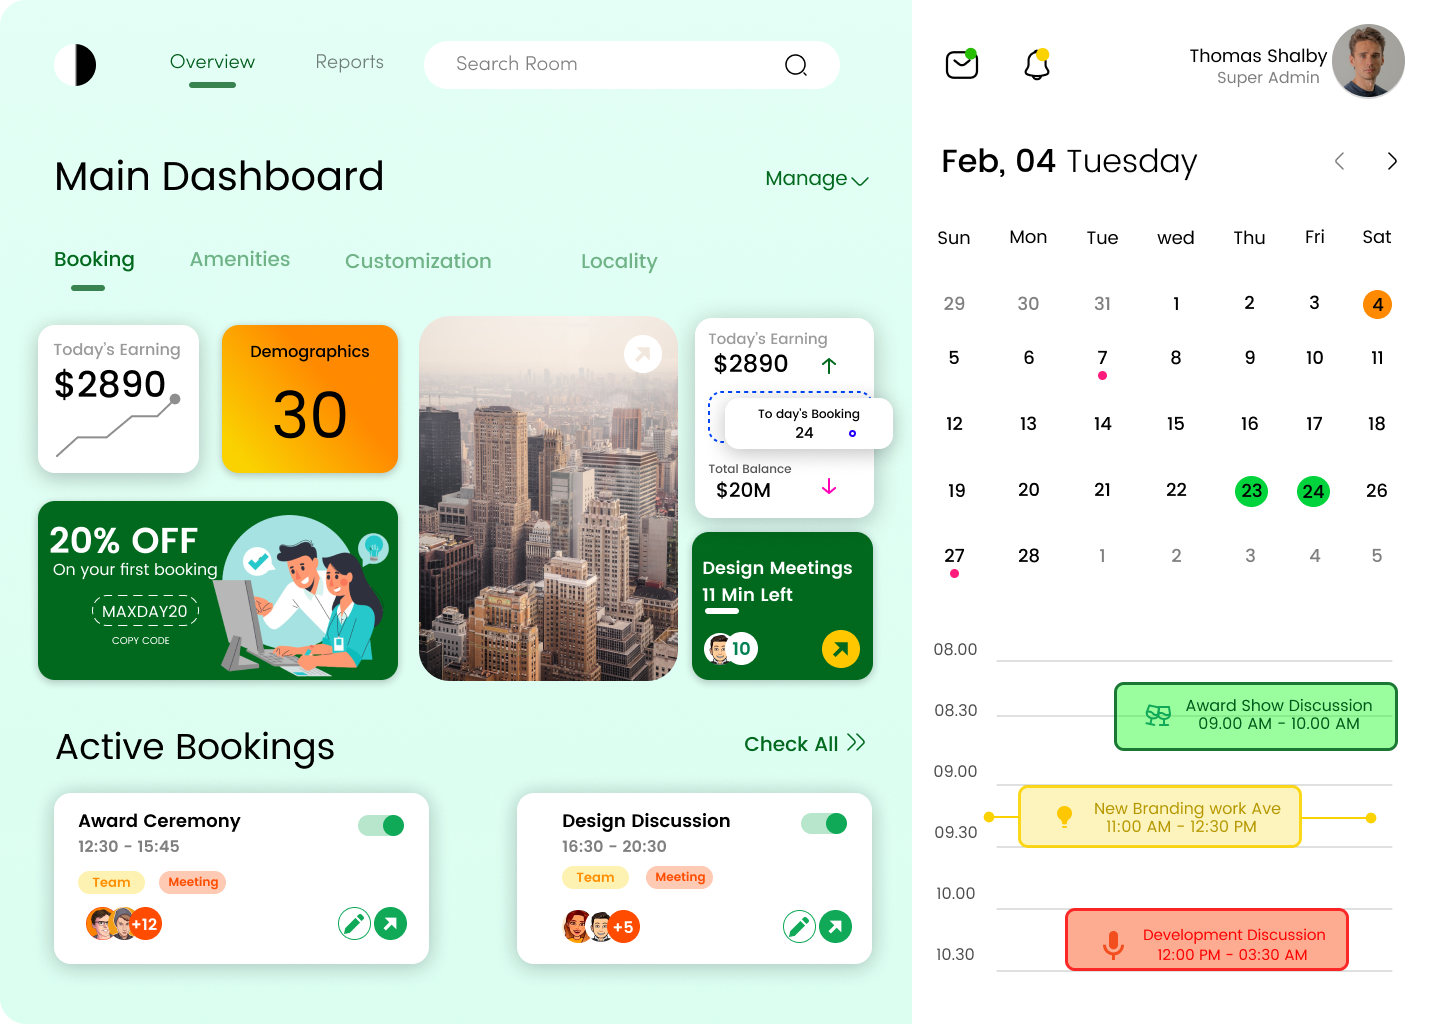 Overview
Reports
Search Room
Thomas Shalby
Super Admin
Main Dashboard
Manage
Feb, 04 Tuesday
Booking
Amenities
Customization
Locality
Sun Mon Tue wed Thu Fri Sat
29 30 31 1 2 3 4
5 6 7 8 9 10 11
12 13 14 15 16 17 18
19 20 21 22 23 24 26
27 28 1 2 3 4 5
Today's Earning
$2890
Demographics
30
Today's Earning
$2890
To day's Booking
24
Total Balance
$20M
20% OFF
On your first booking
MAXDAY20
COPY CODE
Design Meetings
11 Min Left
10
Active Bookings
Check All
Award Ceremony
12:30 - 15:45
Team
Meeting
+12
Design Discussion
16:30 - 20:30
Team
Meeting
+5
08.00
08.30
Award Show Discussion
09.00 AM - 10.00 AM
09.00
New Branding work Ave
11:00 AM - 12:30 PM
09.30
10.00
Development Discussion
12:00 PM - 03:30 AM
10.30